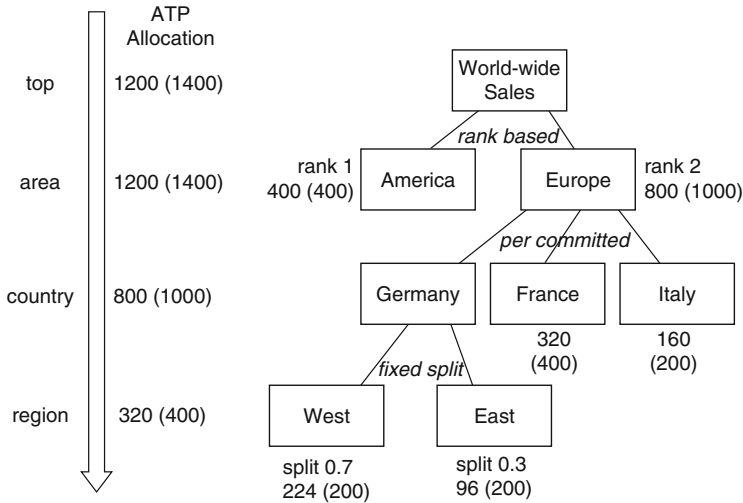 ATP
Allocation
top
1200 (1400)
World-wide
Sales
rank based
area
1200 (1400)
rank 1
400 (400)
America
Europe
rank 2
800 (1000)
per committed
country
800 (1000)
Germany
France
Italy
320
(400)
160
(200)
fixed split
region
320 (400)
West
East
split 0.7
224 (200)
split 0.3
96 (200)